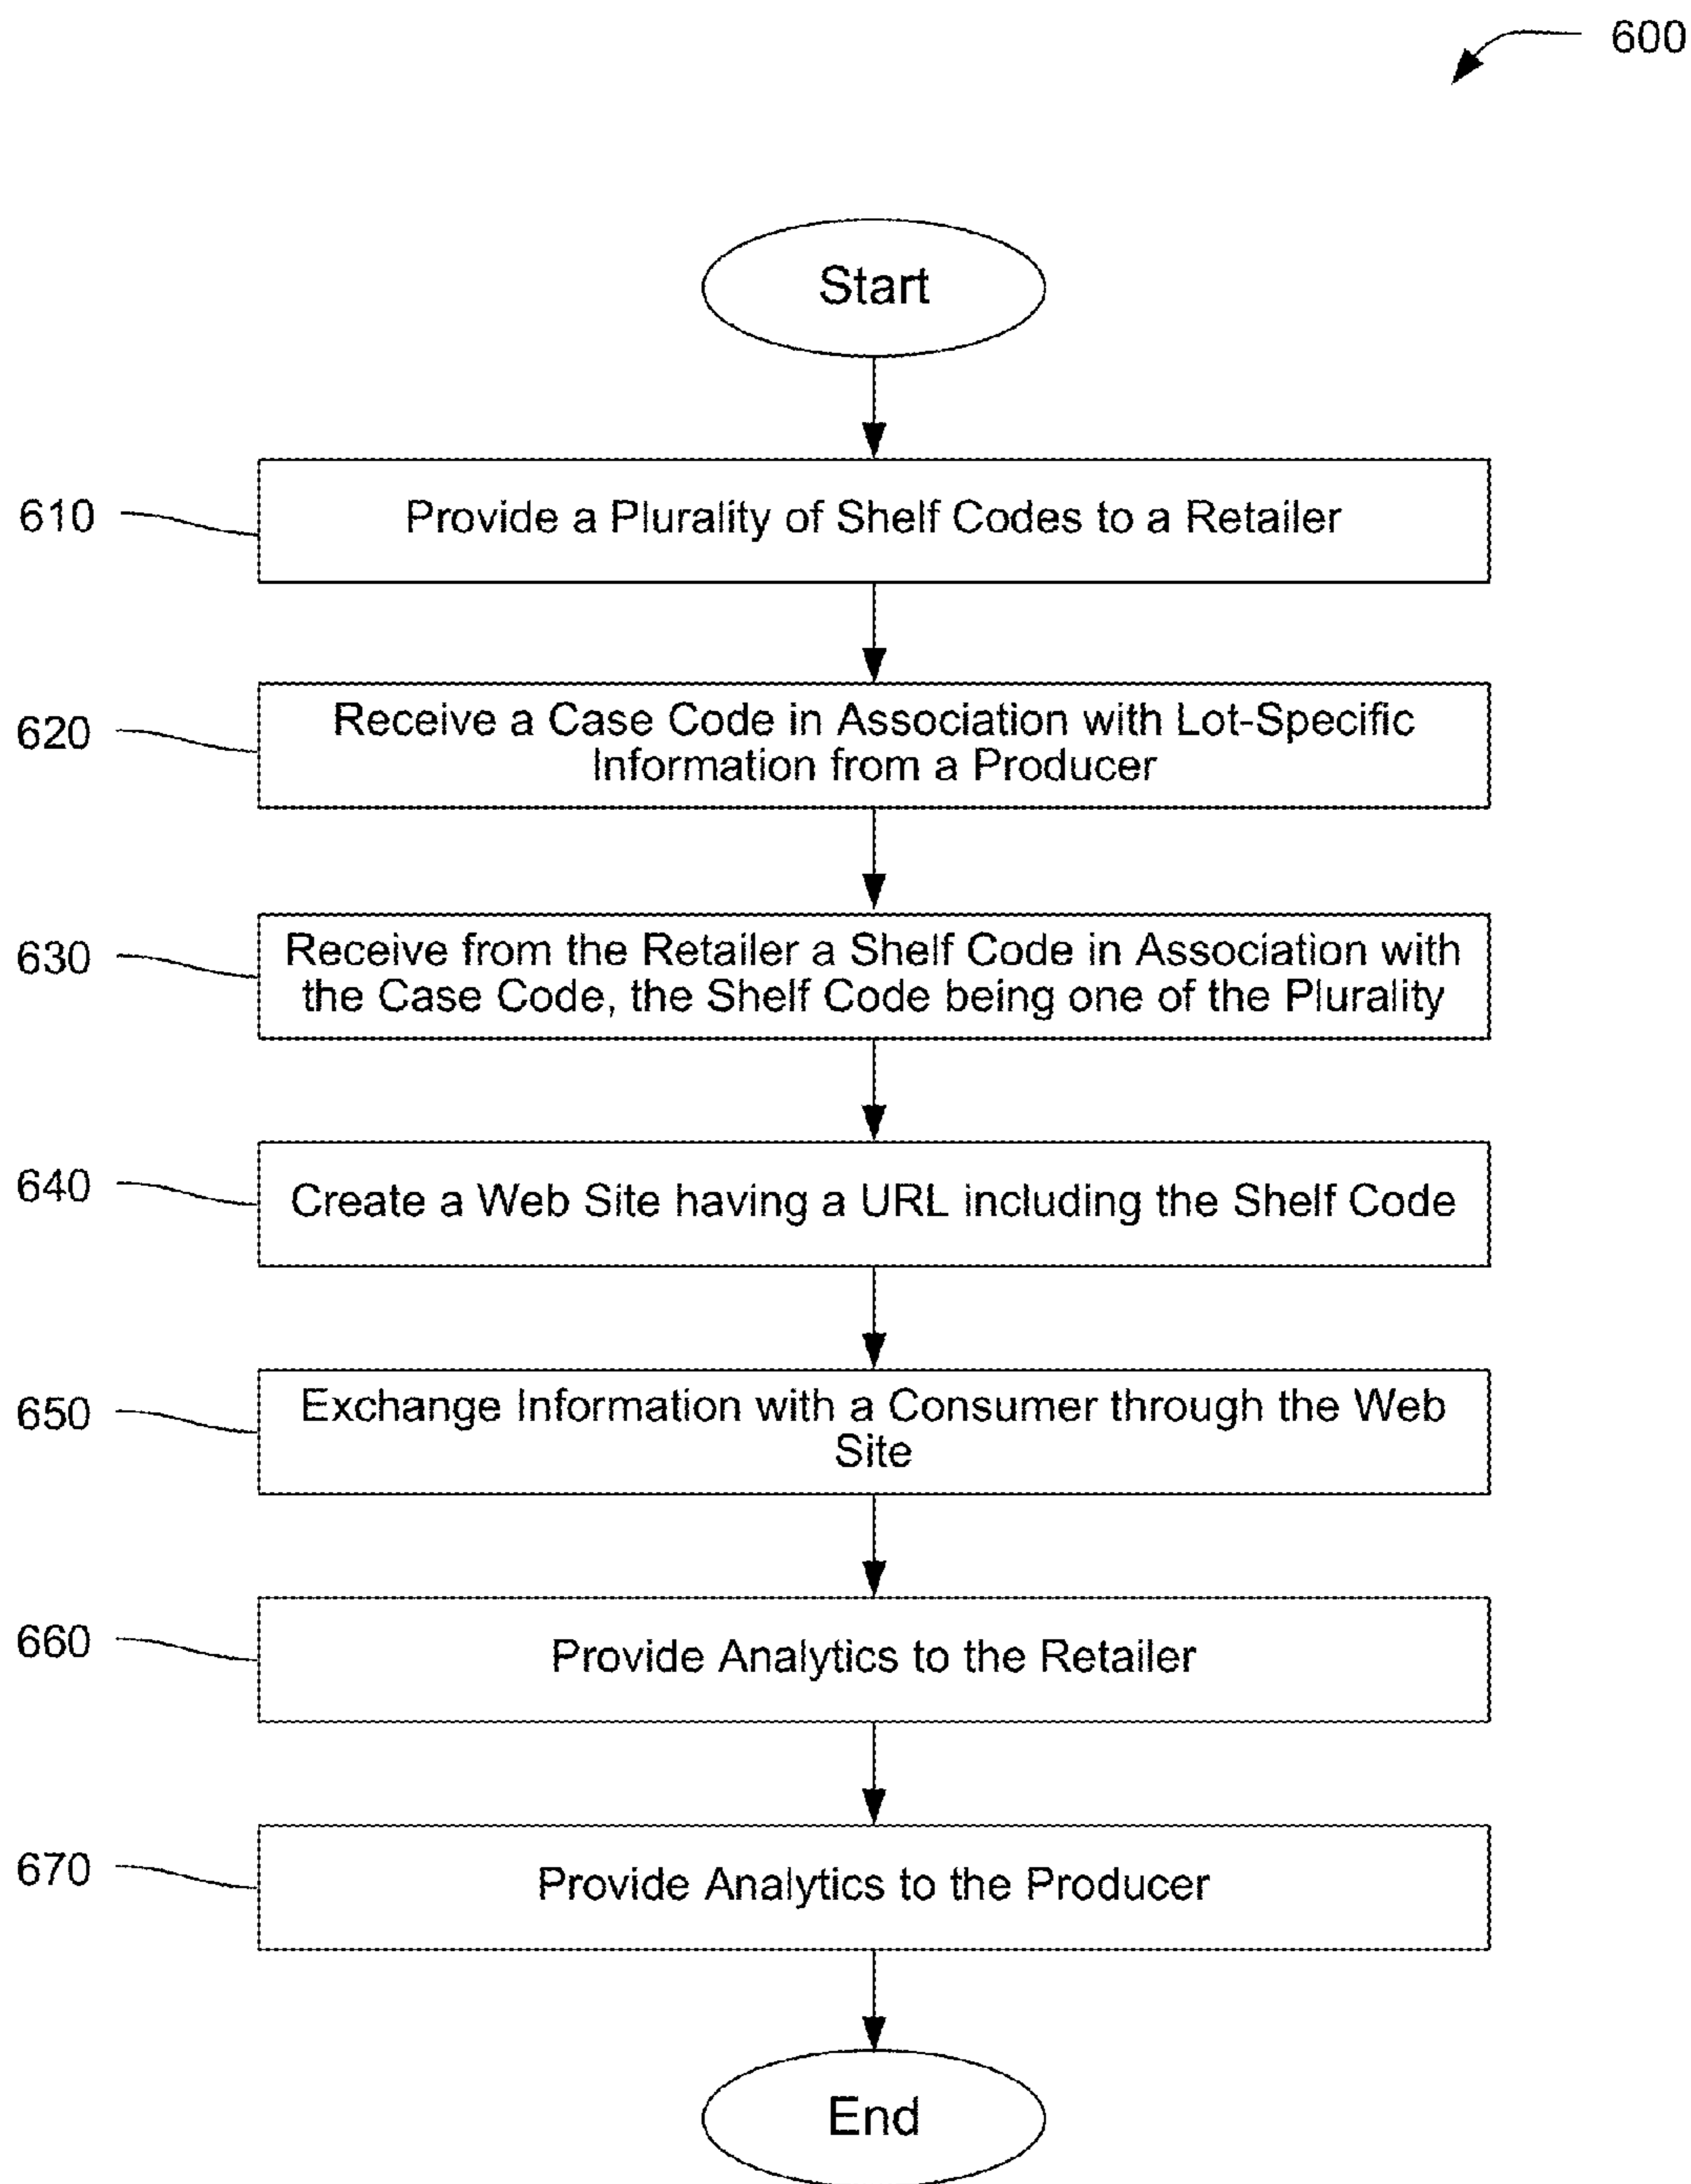 600
Start
610
Provide a Plurality of Shelf Codes to a Retailer
620
Receive a Case Code in Association with Lot-Specific
Information from a Producer
630
Receive from the Retailer a Shelf Code in Association with
the Case Code, the Shelf Code being one of the Plurality
640
Create a Web Site having a URL including the Shelf Code
650
Exchange Information with a Consumer through the Web
Site
660
Provide Analytics to the Retailer
670
Provide Analytics to the Producer
End